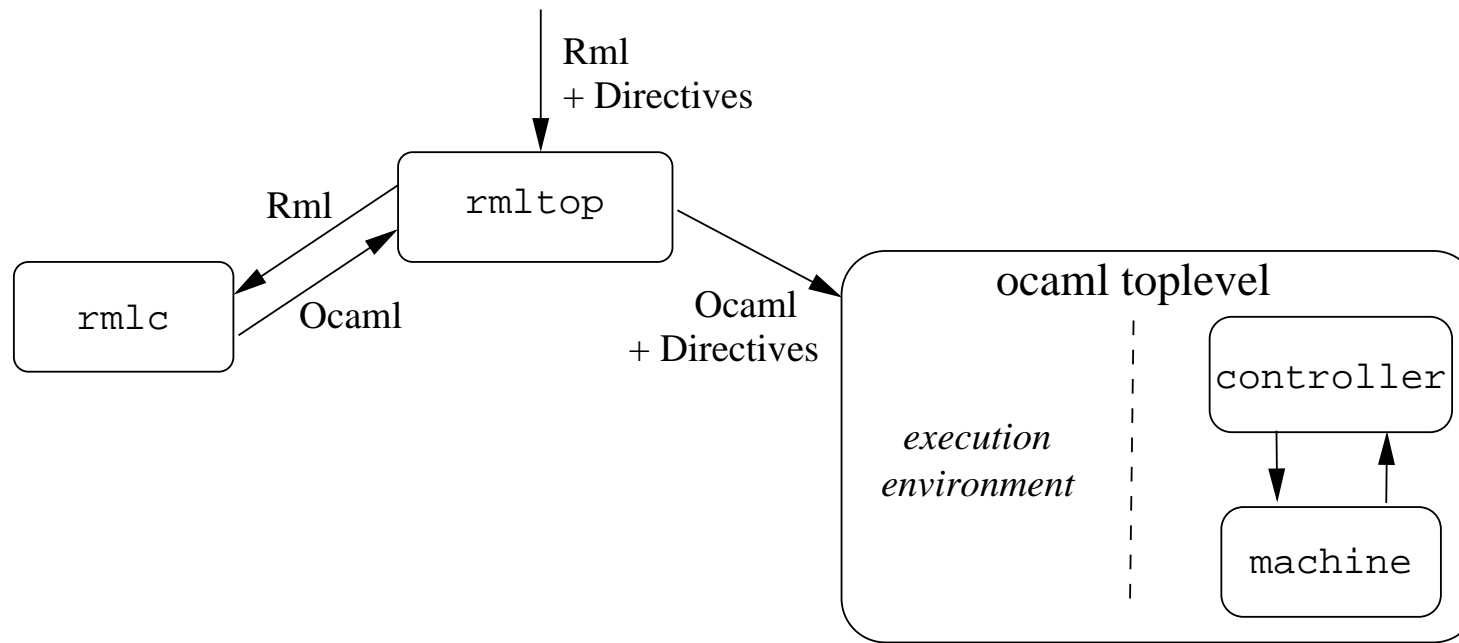 Rml
+ Directives
rmltop
Rml
rmlc
Ocaml
Ocaml
+ Directives
ocaml toplevel
execution
environment
controller
machine